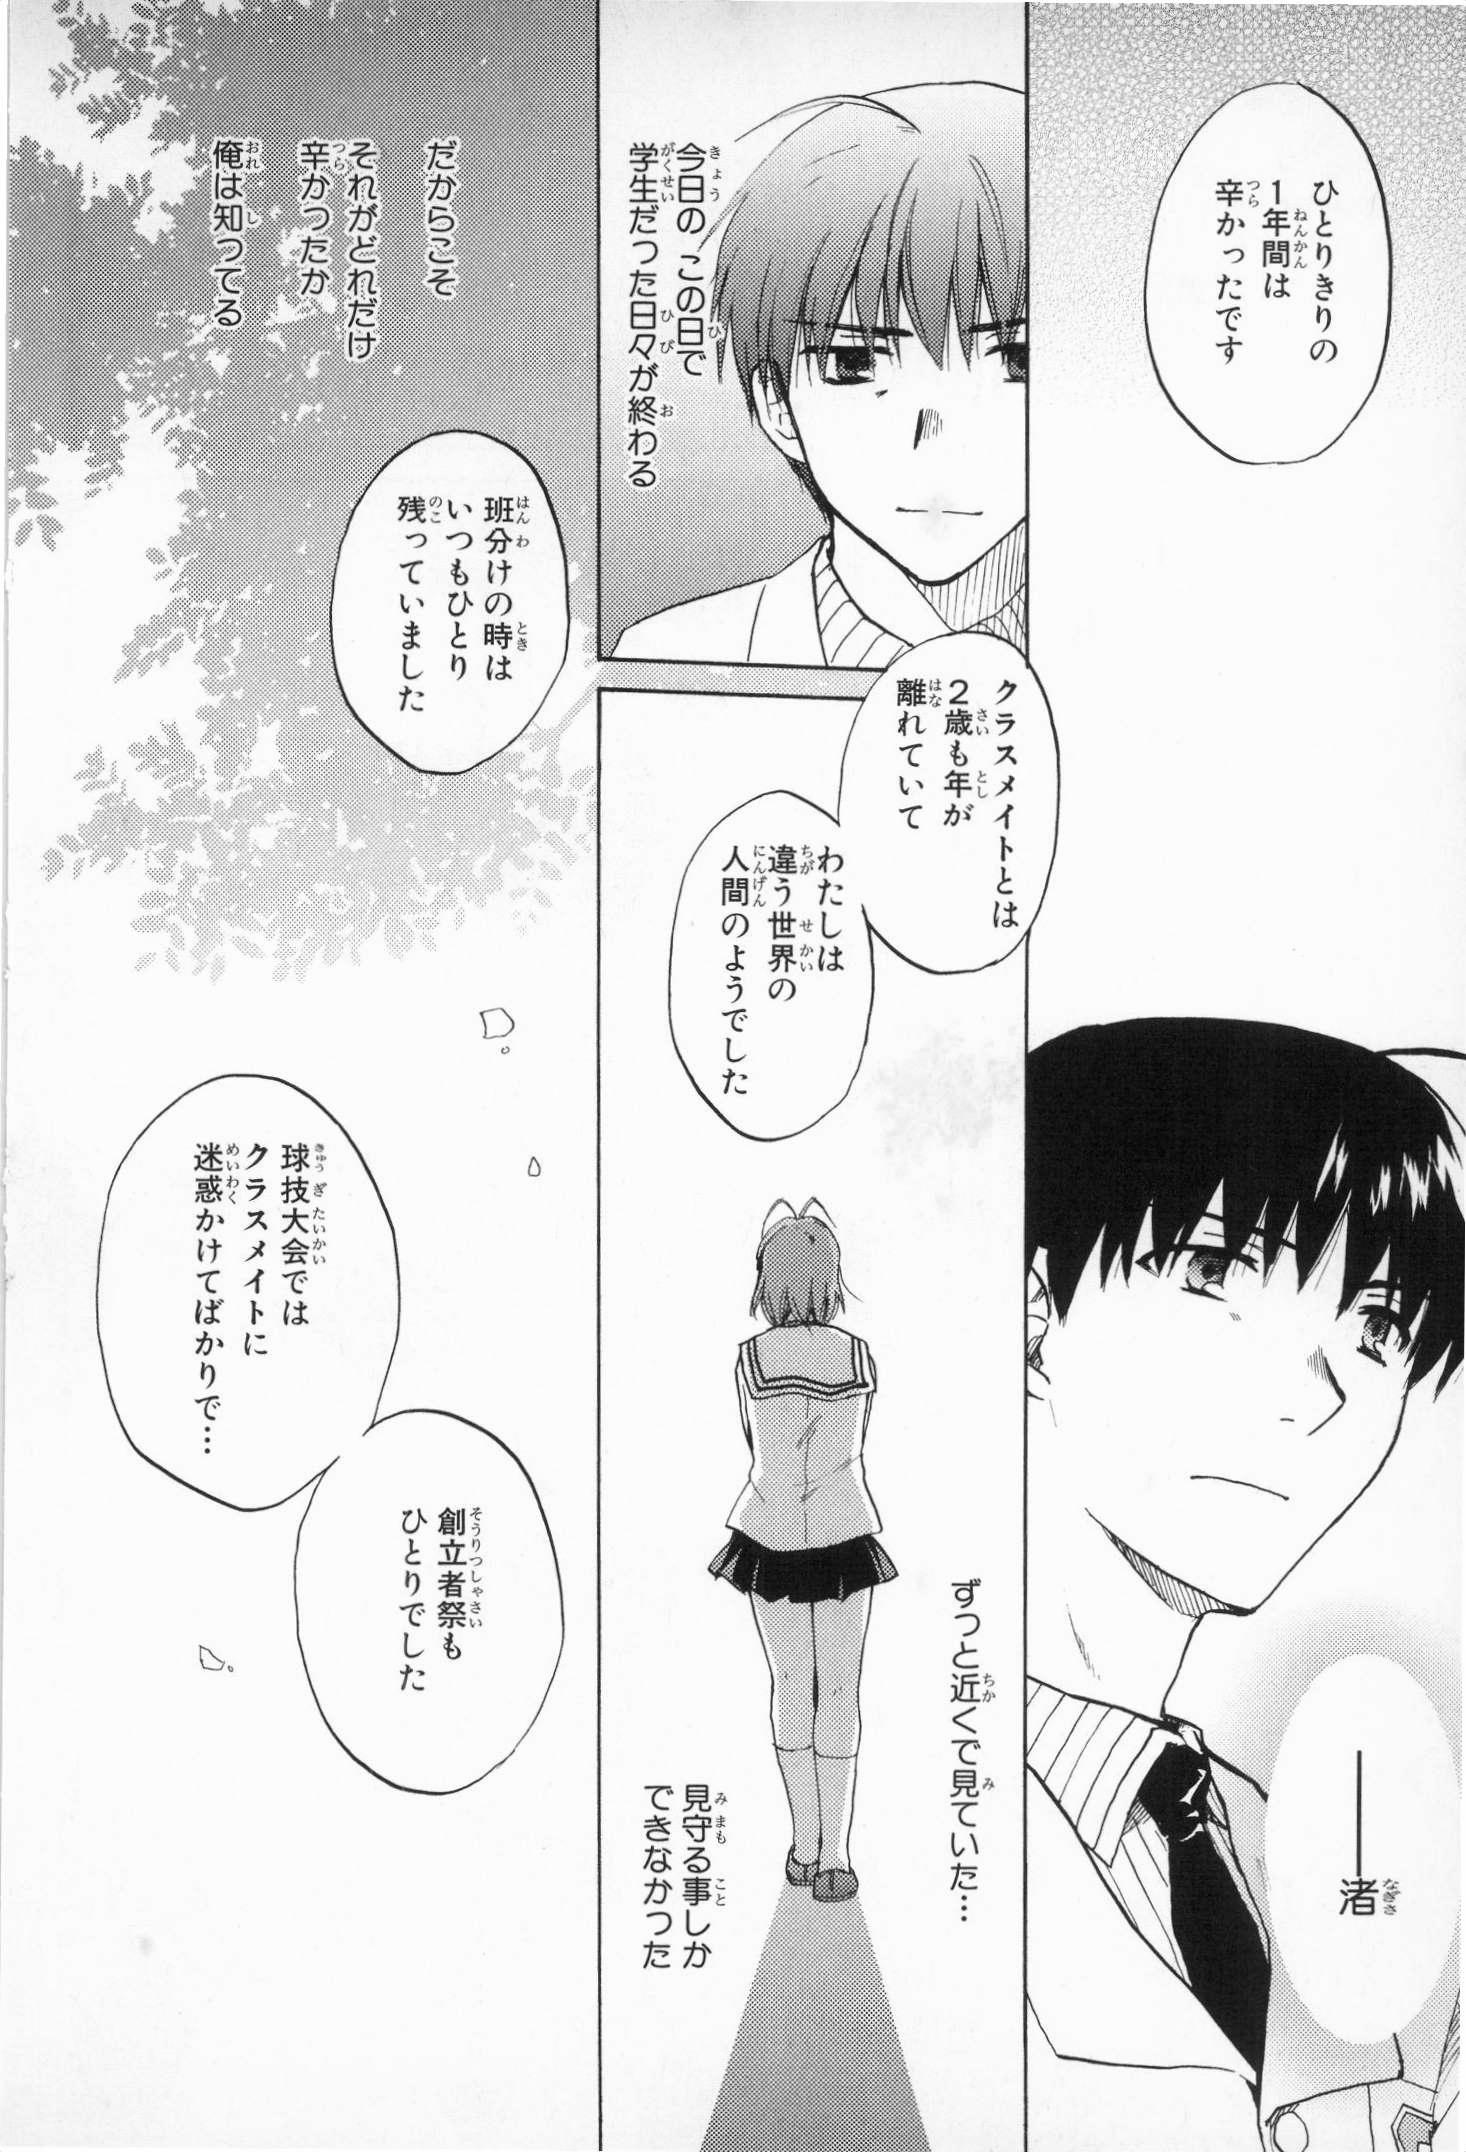 ひとりきりの
1年間は
辛かったです
――渚
今日の この日で
学生だった日々が終わる
クラスメイトとは
2歳も年が
離れていて
わたしは
違う世界の
人間のようでした
ずっと近くで見ていた…
見守る事しか
できなかった
だからこそ
それがどれだけ
辛かったか
俺は知ってる
班分けの時は
いつもひとり
残っていました
球技大会では
クラスメイトに
迷惑かけてばかりで…
創立者祭も
ひとりでした